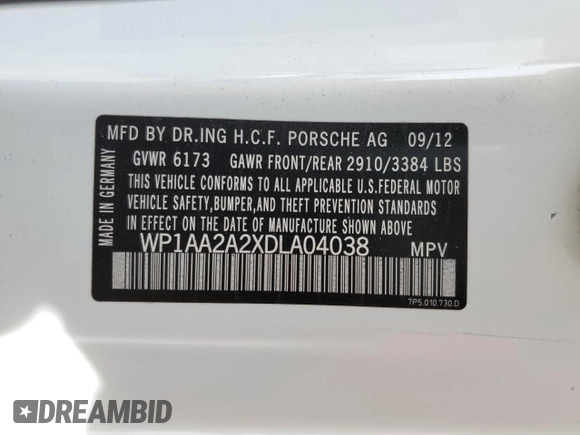 MFD BY DR.ING H.C.F. PORSCHE AG 09/12
GVWR 6173 GAWR FRONT/REAR 2910/3384 LBS
THIS VEHICLE CONFORMS TO ALL APPLICABLE U.S.FEDERAL MOTOR
VEHICLE SAFETY,BUMPER,AND THEFT PREVENTION STANDARDS
IN EFFECT ON THE DATE OF MANUFACTURE SHOWN ABOVE
WP1AA2A2XDLA04038 MPV
MADE IN GERMANY
7P5.010.730.D
DREAMBID